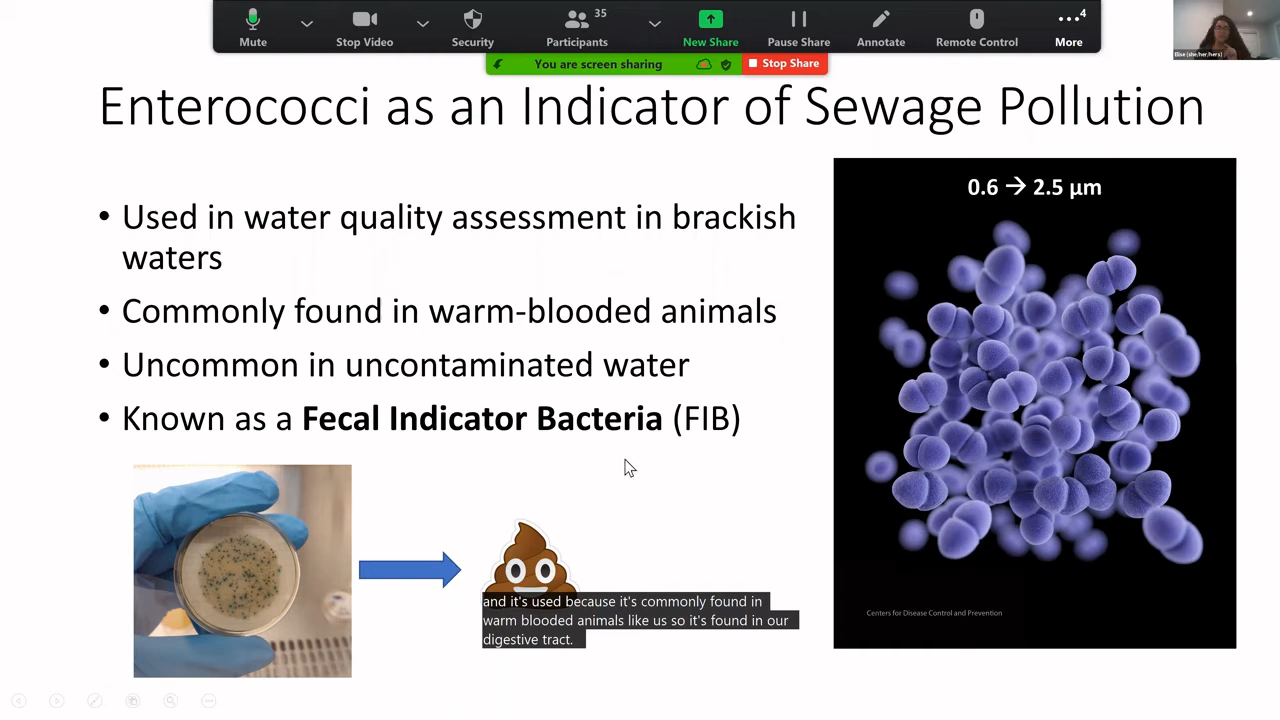 35
4
Mute
Stop Video
Security
Participants
New Share
Pause Share
Annotate
Remote Control
More
You are screen sharing
Stop Share
Elise (she/her/hers)
Enterococci as an Indicator of Sewage Pollution
• Used in water quality assessment in brackish
waters
• Commonly found in warm-blooded animals
• Uncommon in uncontaminated water
• Known as a Fecal Indicator Bacteria (FIB)
0.6 → 2.5 µm
and it's used because it's commonly found in
warm blooded animals like us so it's found in our
digestive tract.
Centers for Disease Control and Prevention